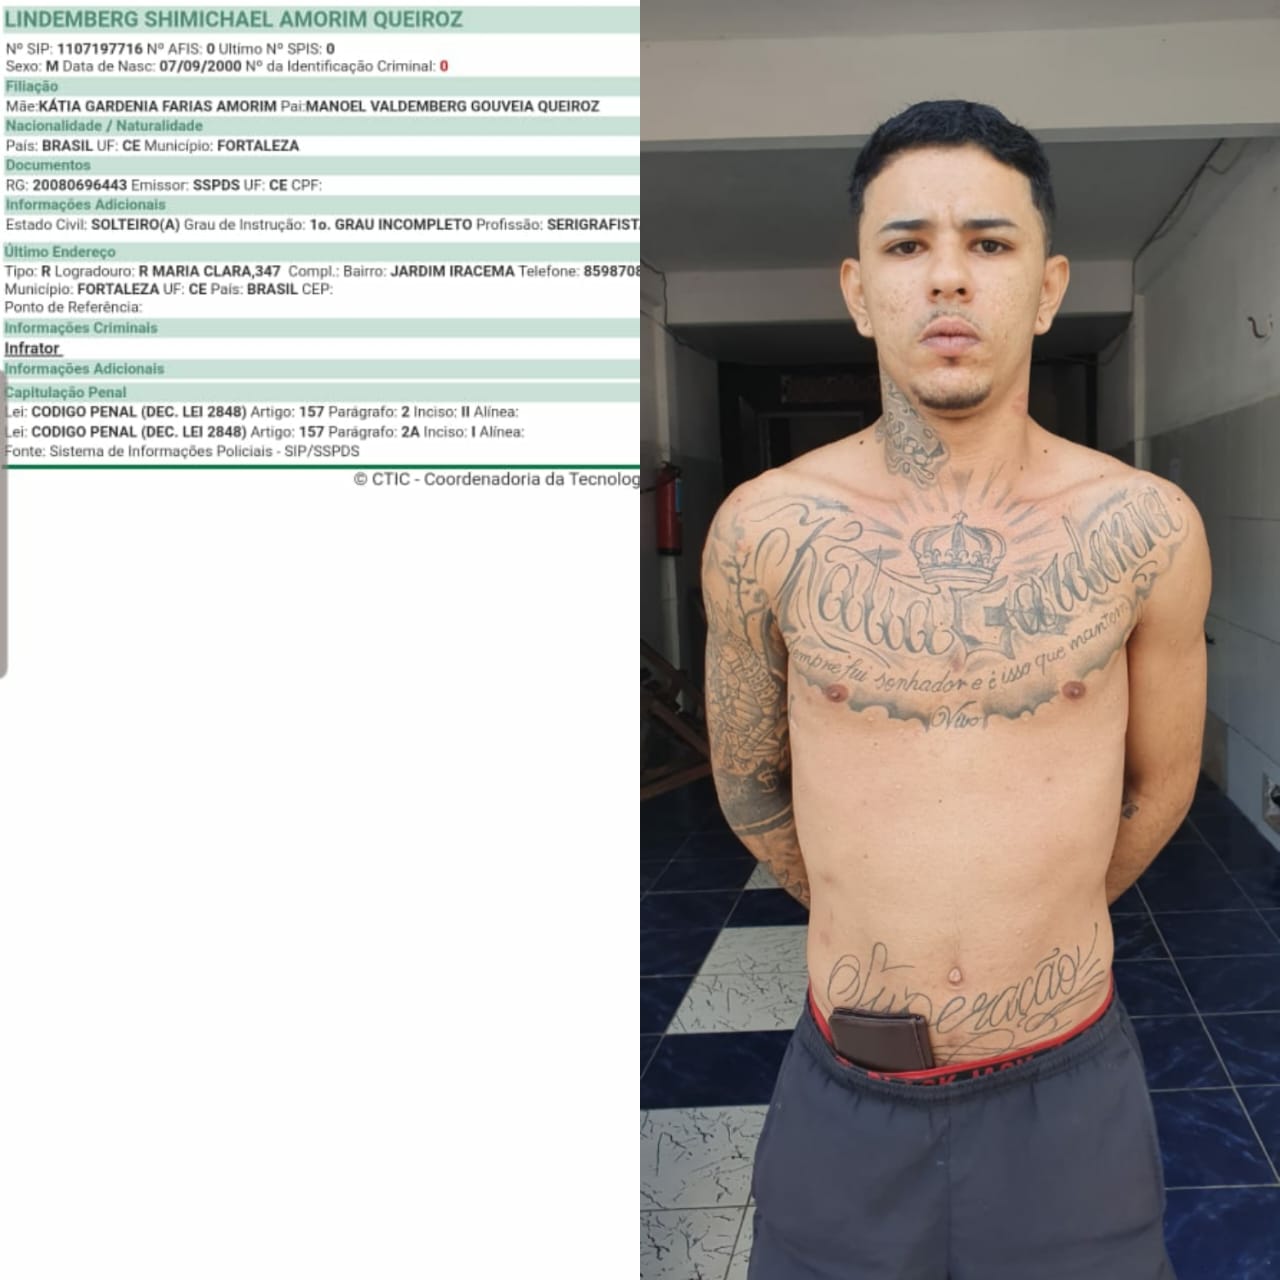 LINDEMBERG SHIMICHAEL AMORIM QUEIROZ
Nº SIP: 1107197716 Nº AFIS: 0 Ultimo Nº SPIS: 0
Sexo: M Data de Nasc: 07/09/2000 Nº da Identificação Criminal: 0
Filiação
Mãe:KÁTIA GARDENIA FARIAS AMORIM Pai:MANOEL VALDEMBERG GOUVEIA QUEIROZ
Nacionalidade / Naturalidade
País: BRASIL UF: CE Município: FORTALEZA
Documentos
RG: 20080696443 Emissor: SSPDS UF: CE CPF:
Informações Adicionais
Estado Civil: SOLTEIRO(A) Grau de Instrução: 1o. GRAU INCOMPLETO Profissão: SERIGRAFIST
Último Endereço
Tipo: R Logradouro: R MARIA CLARA,347 Compl.: Bairro: JARDIM IRACEMA Telefone: 8598708
Município: FORTALEZA UF: CE País: BRASIL CEP:
Ponto de Referência:
Informações Criminais
Infrator
Informações Adicionais
Capitulação Penal
Lei: CODIGO PENAL (DEC. LEI 2848) Artigo: 157 Parágrafo: 2 Inciso: II Alínea:
Lei: CODIGO PENAL (DEC. LEI 2848) Artigo: 157 Parágrafo: 2A Inciso: I Alínea:
Fonte: Sistema de Informações Policiais - SIP/SSPDS
© CTIC - Coordenadoria da Tecnolog
Katia Gardenia
Sempre fui sonhador e é isso que mantem
Vivo
Superação
BLACK JACK